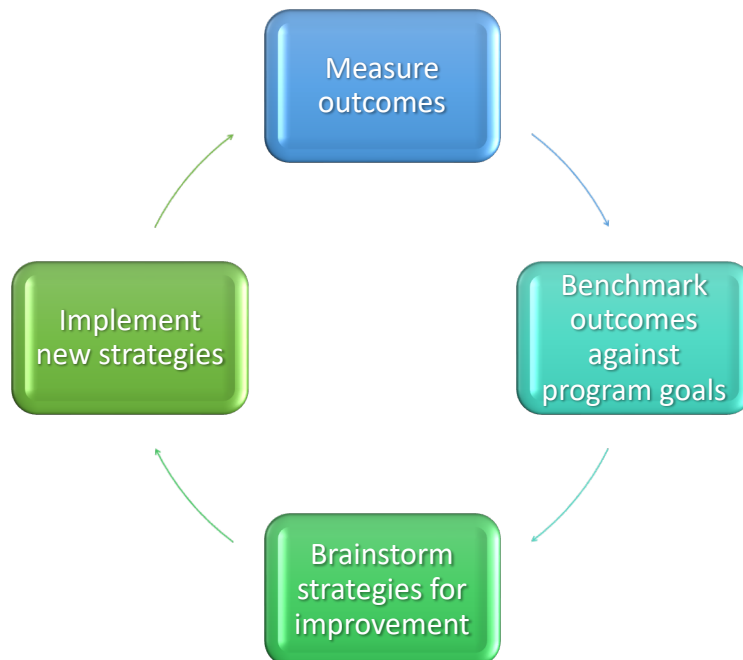 Measure
outcomes
Benchmark
outcomes
against
program goals
Brainstorm
strategies for
improvement
Implement
new strategies